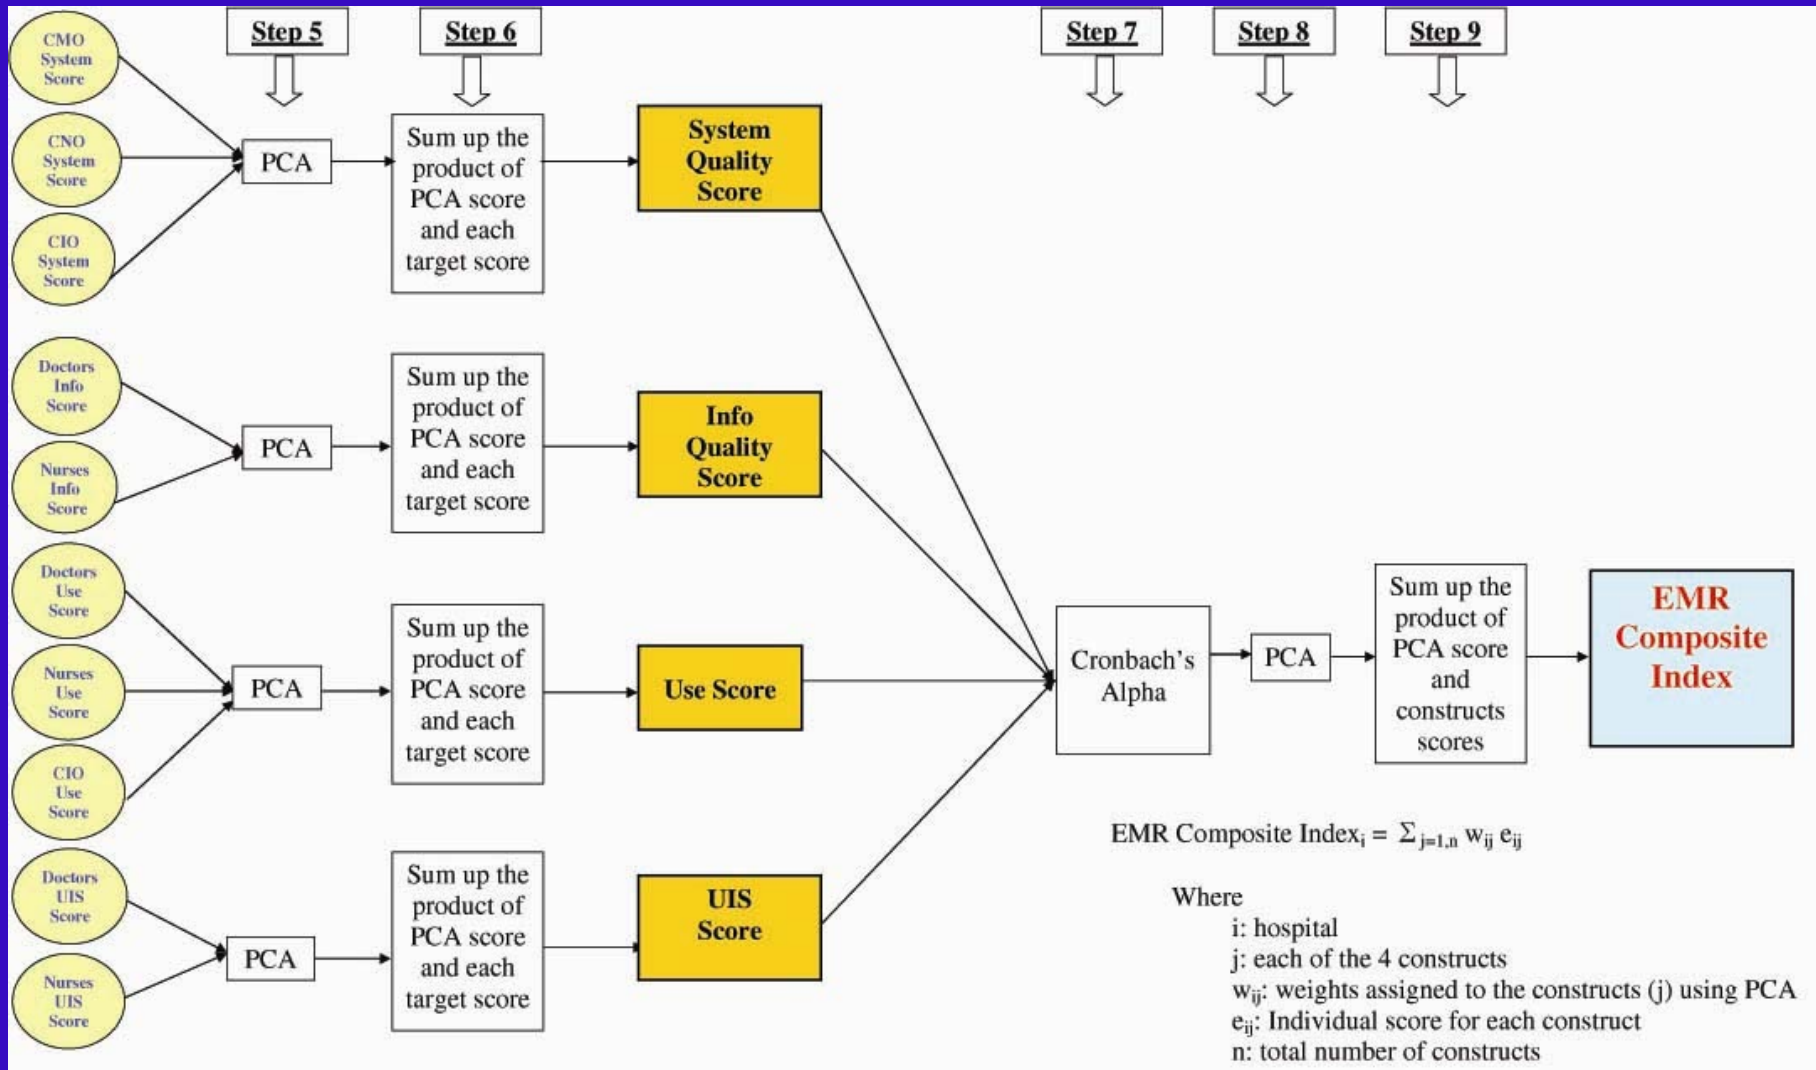 Step 5
Step 6
Step 7
Step 8
Step 9
CMO
System
Score
CNO
System
Score
CIO
System
Score
PCA
Sum up the
product of
PCA score
and each
target score
System
Quality
Score
Doctors
Info
Score
Nurses
Info
Score
PCA
Sum up the
product of
PCA score
and each
target score
Info
Quality
Score
Doctors
Use
Score
Nurses
Use
Score
CIO
Use
Score
PCA
Sum up the
product of
PCA score
and each
target score
Use Score
Doctors
UIS
Score
Nurses
UIS
Score
PCA
Sum up the
product of
PCA score
and each
target score
UIS
Score
Cronbach's
Alpha
PCA
Sum up the
product of
PCA score
and
constructs
scores
EMR
Composite
Index
EMR Composite Indexi = Σ j=1,n wij eij
Where
i: hospital
j: each of the 4 constructs
wij: weights assigned to the constructs (j) using PCA
eij: Individual score for each construct
n: total number of constructs